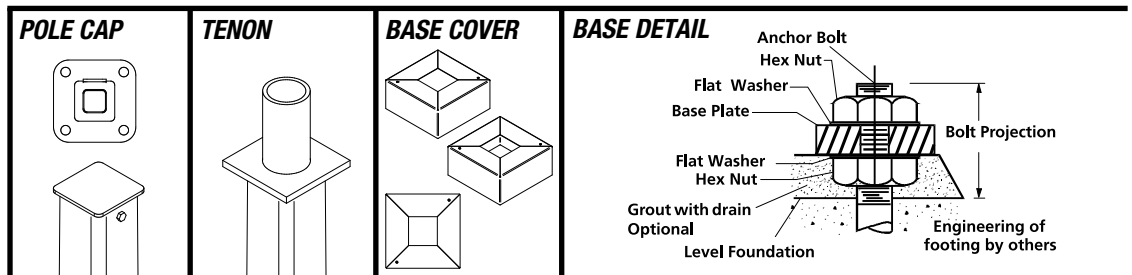 POLE CAP
TENON
BASE COVER
BASE DETAIL
Anchor Bolt
Hex Nut
Flat Washer
Base Plate
Bolt Projection
Flat Washer
Hex Nut
Grout with drain
Optional
Level Foundation
Engineering of
footing by others